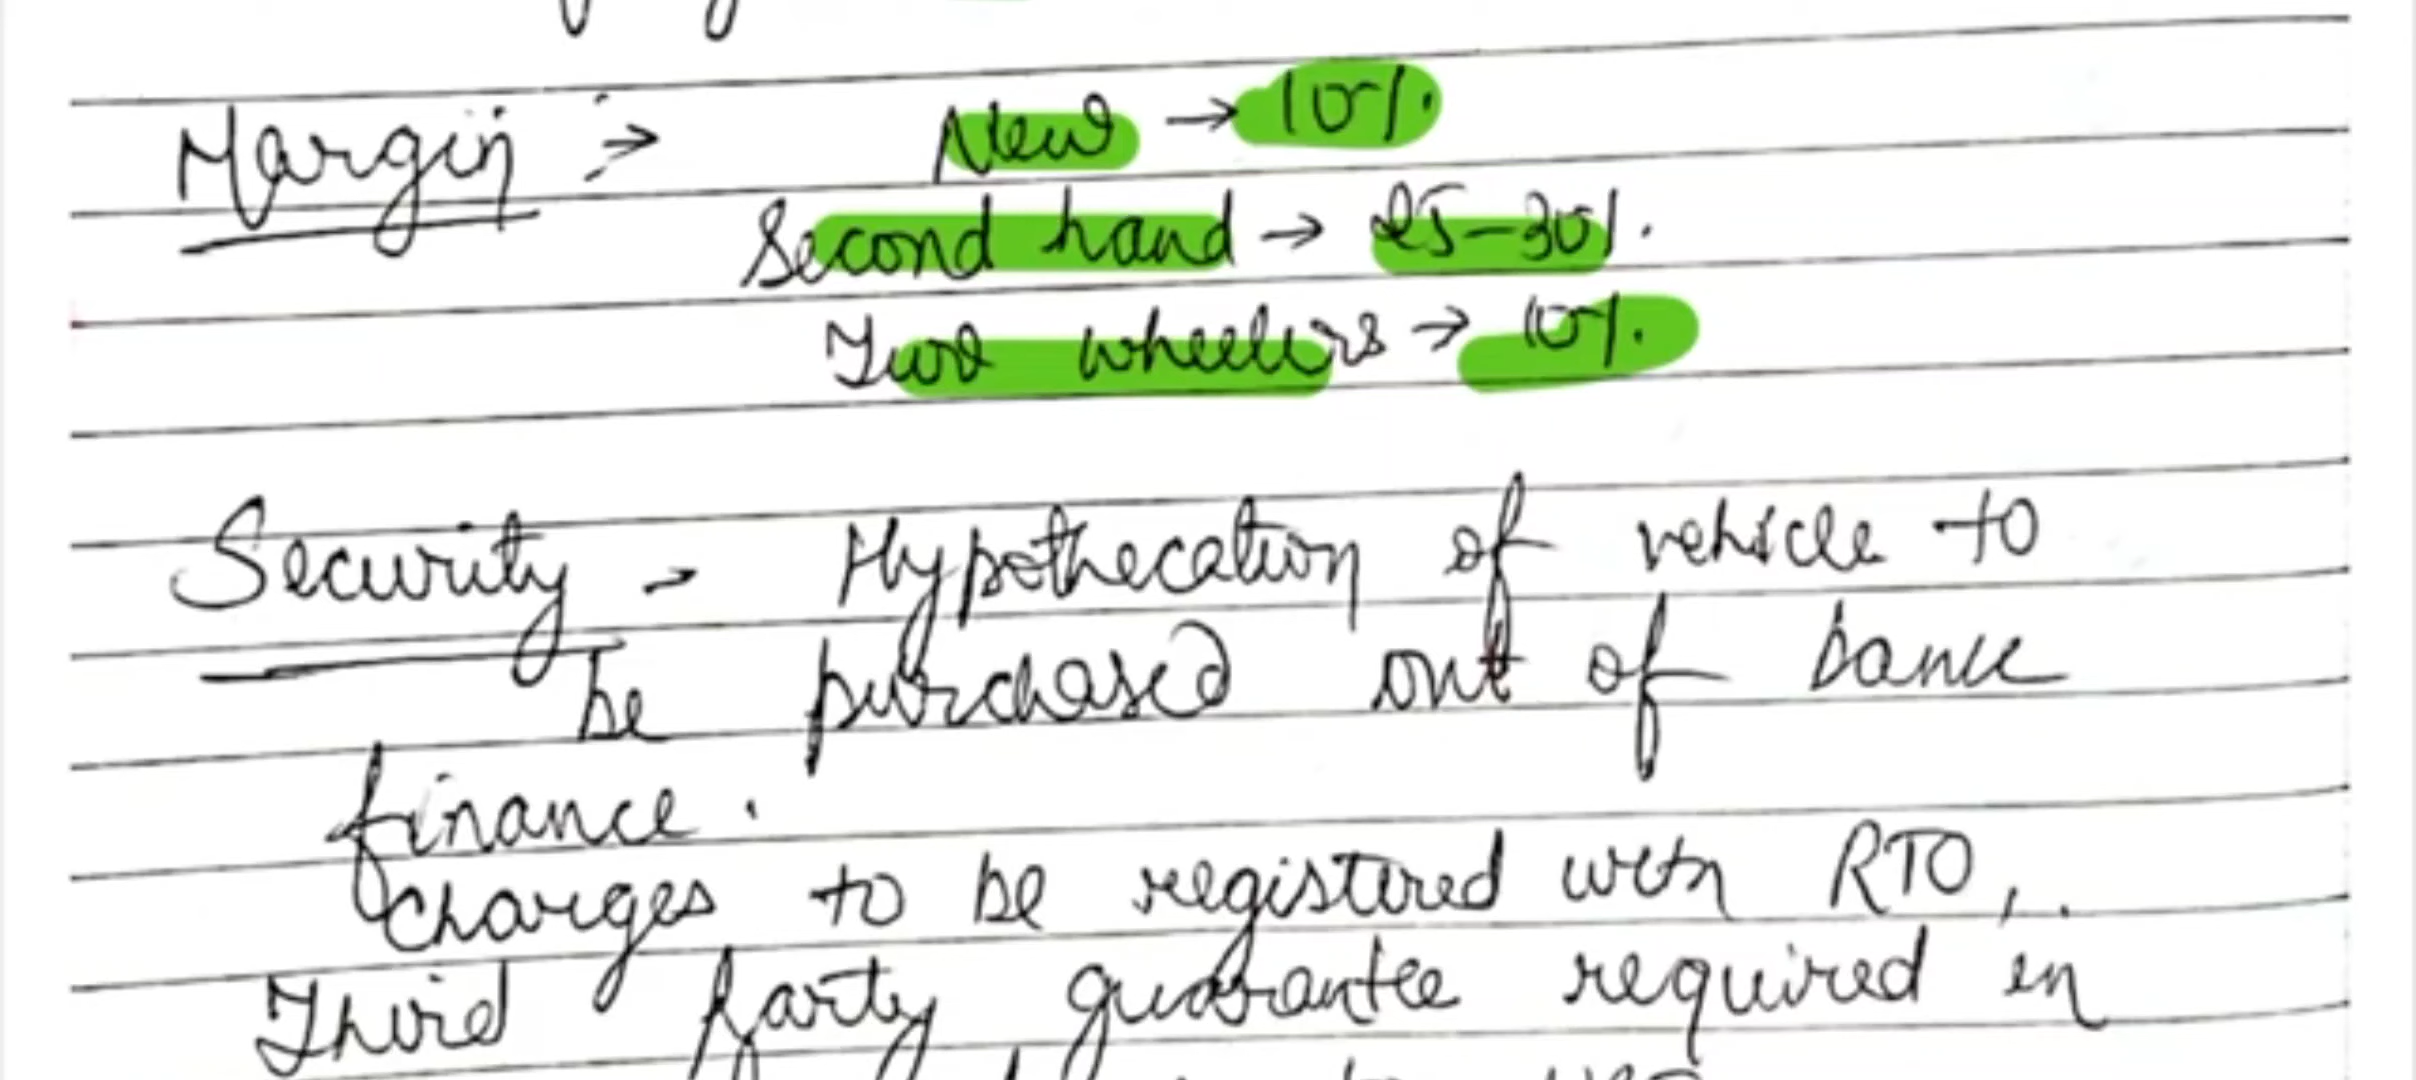 Margin :→ New → 10%.
Second hand → 25-30%.
Two wheelers → 10%.
Security - Hypothecation of vehicle to
be purchased out of bank
finance.
charges to be registered with RTO,.
Third party guarantee required in